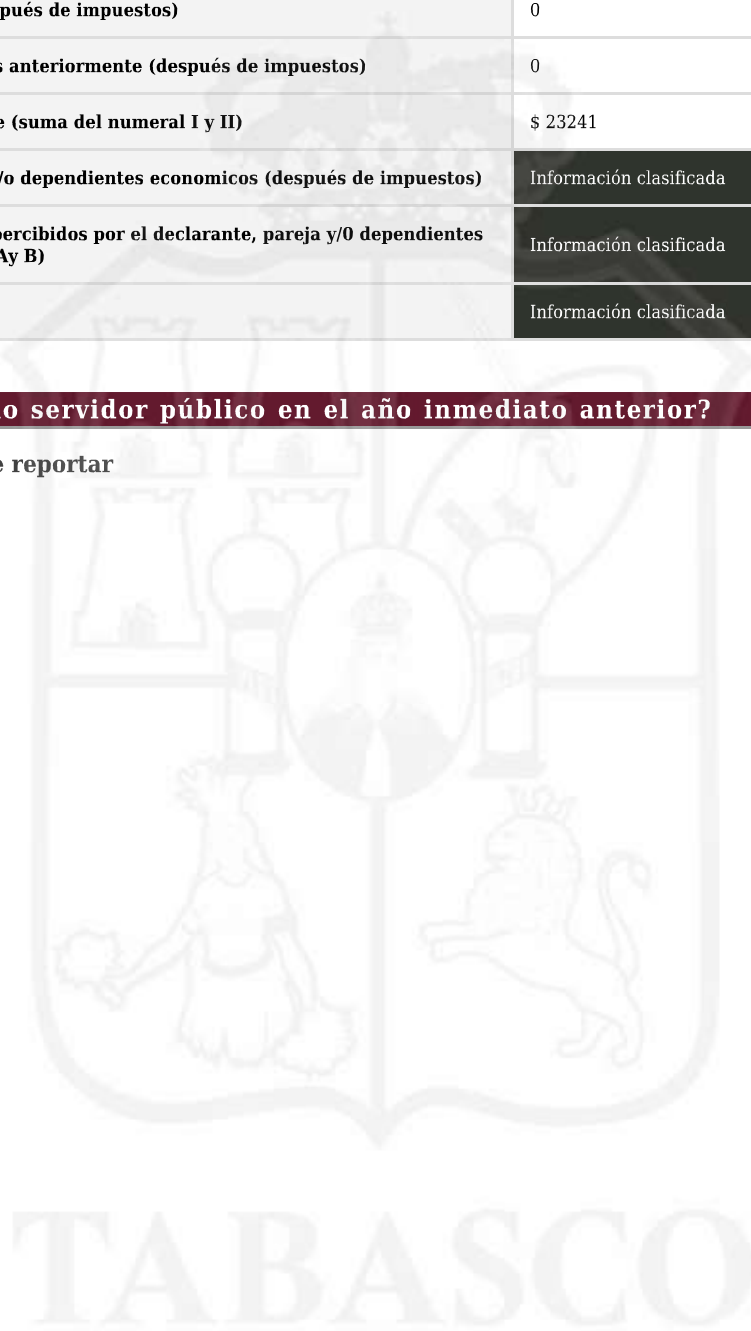 pués de impuestos)
0
s anteriormente (después de impuestos)
0
e (suma del numeral I y II)
$ 23241
/o dependientes economicos (después de impuestos)
Información clasificada
percibidos por el declarante, pareja y/0 dependientes
Ay B)
Información clasificada
Información clasificada
o servidor público en el año inmediato anterior?
e reportar
TABASCO